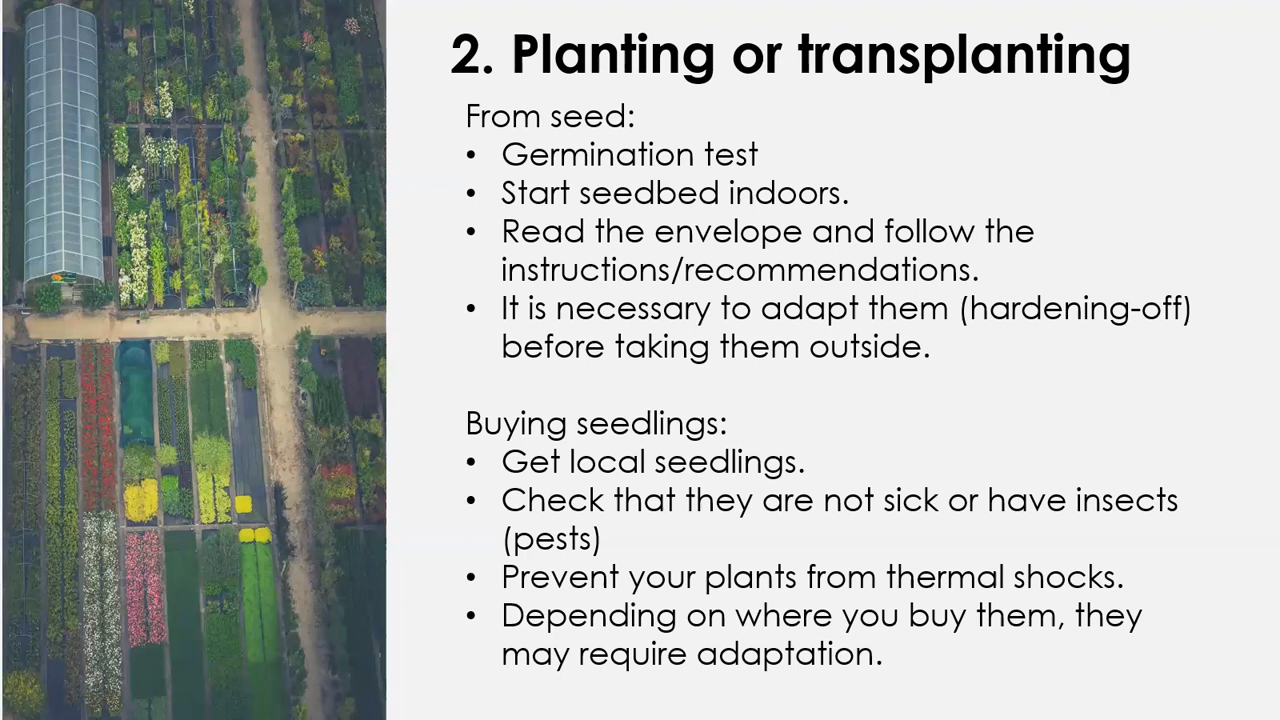 2. Planting or transplanting
From seed:
• Germination test
• Start seedbed indoors.
• Read the envelope and follow the
instructions/recommendations.
• It is necessary to adapt them (hardening-off)
before taking them outside.
Buying seedlings:
• Get local seedlings.
• Check that they are not sick or have insects
(pests)
• Prevent your plants from thermal shocks.
• Depending on where you buy them, they
may require adaptation.